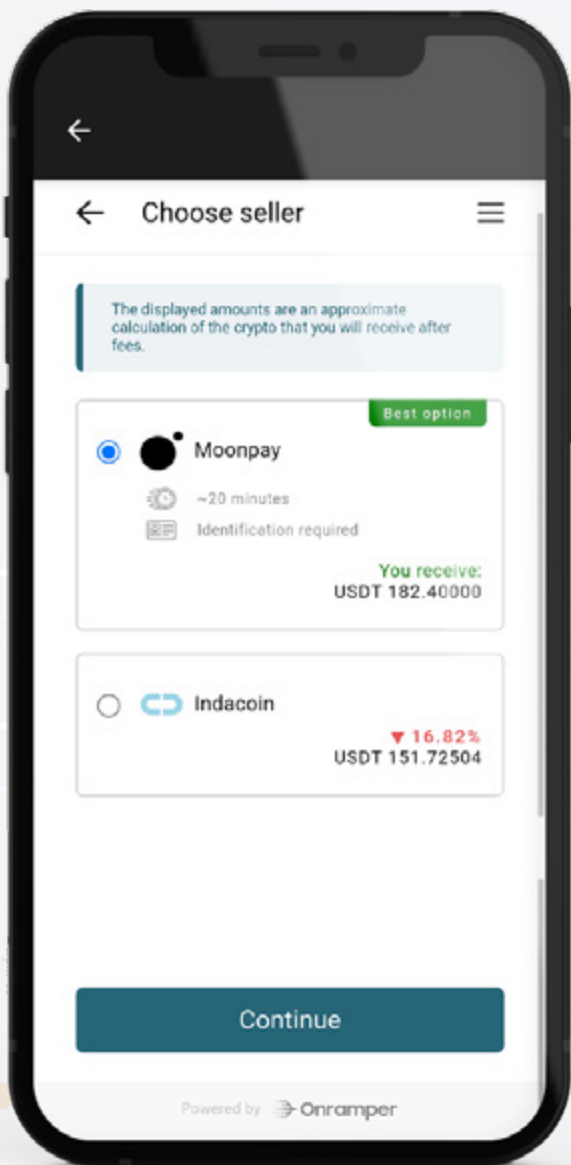 Choose seller
The displayed amounts are an approximate
calculation of the crypto that you will receive after
fees.
Best option
Moonpay
~20 minutes
Identification required
You receive:
USDT 182.40000
Indacoin
▼ 16.82%
USDT 151.72504
Continue
Powered by Onramper